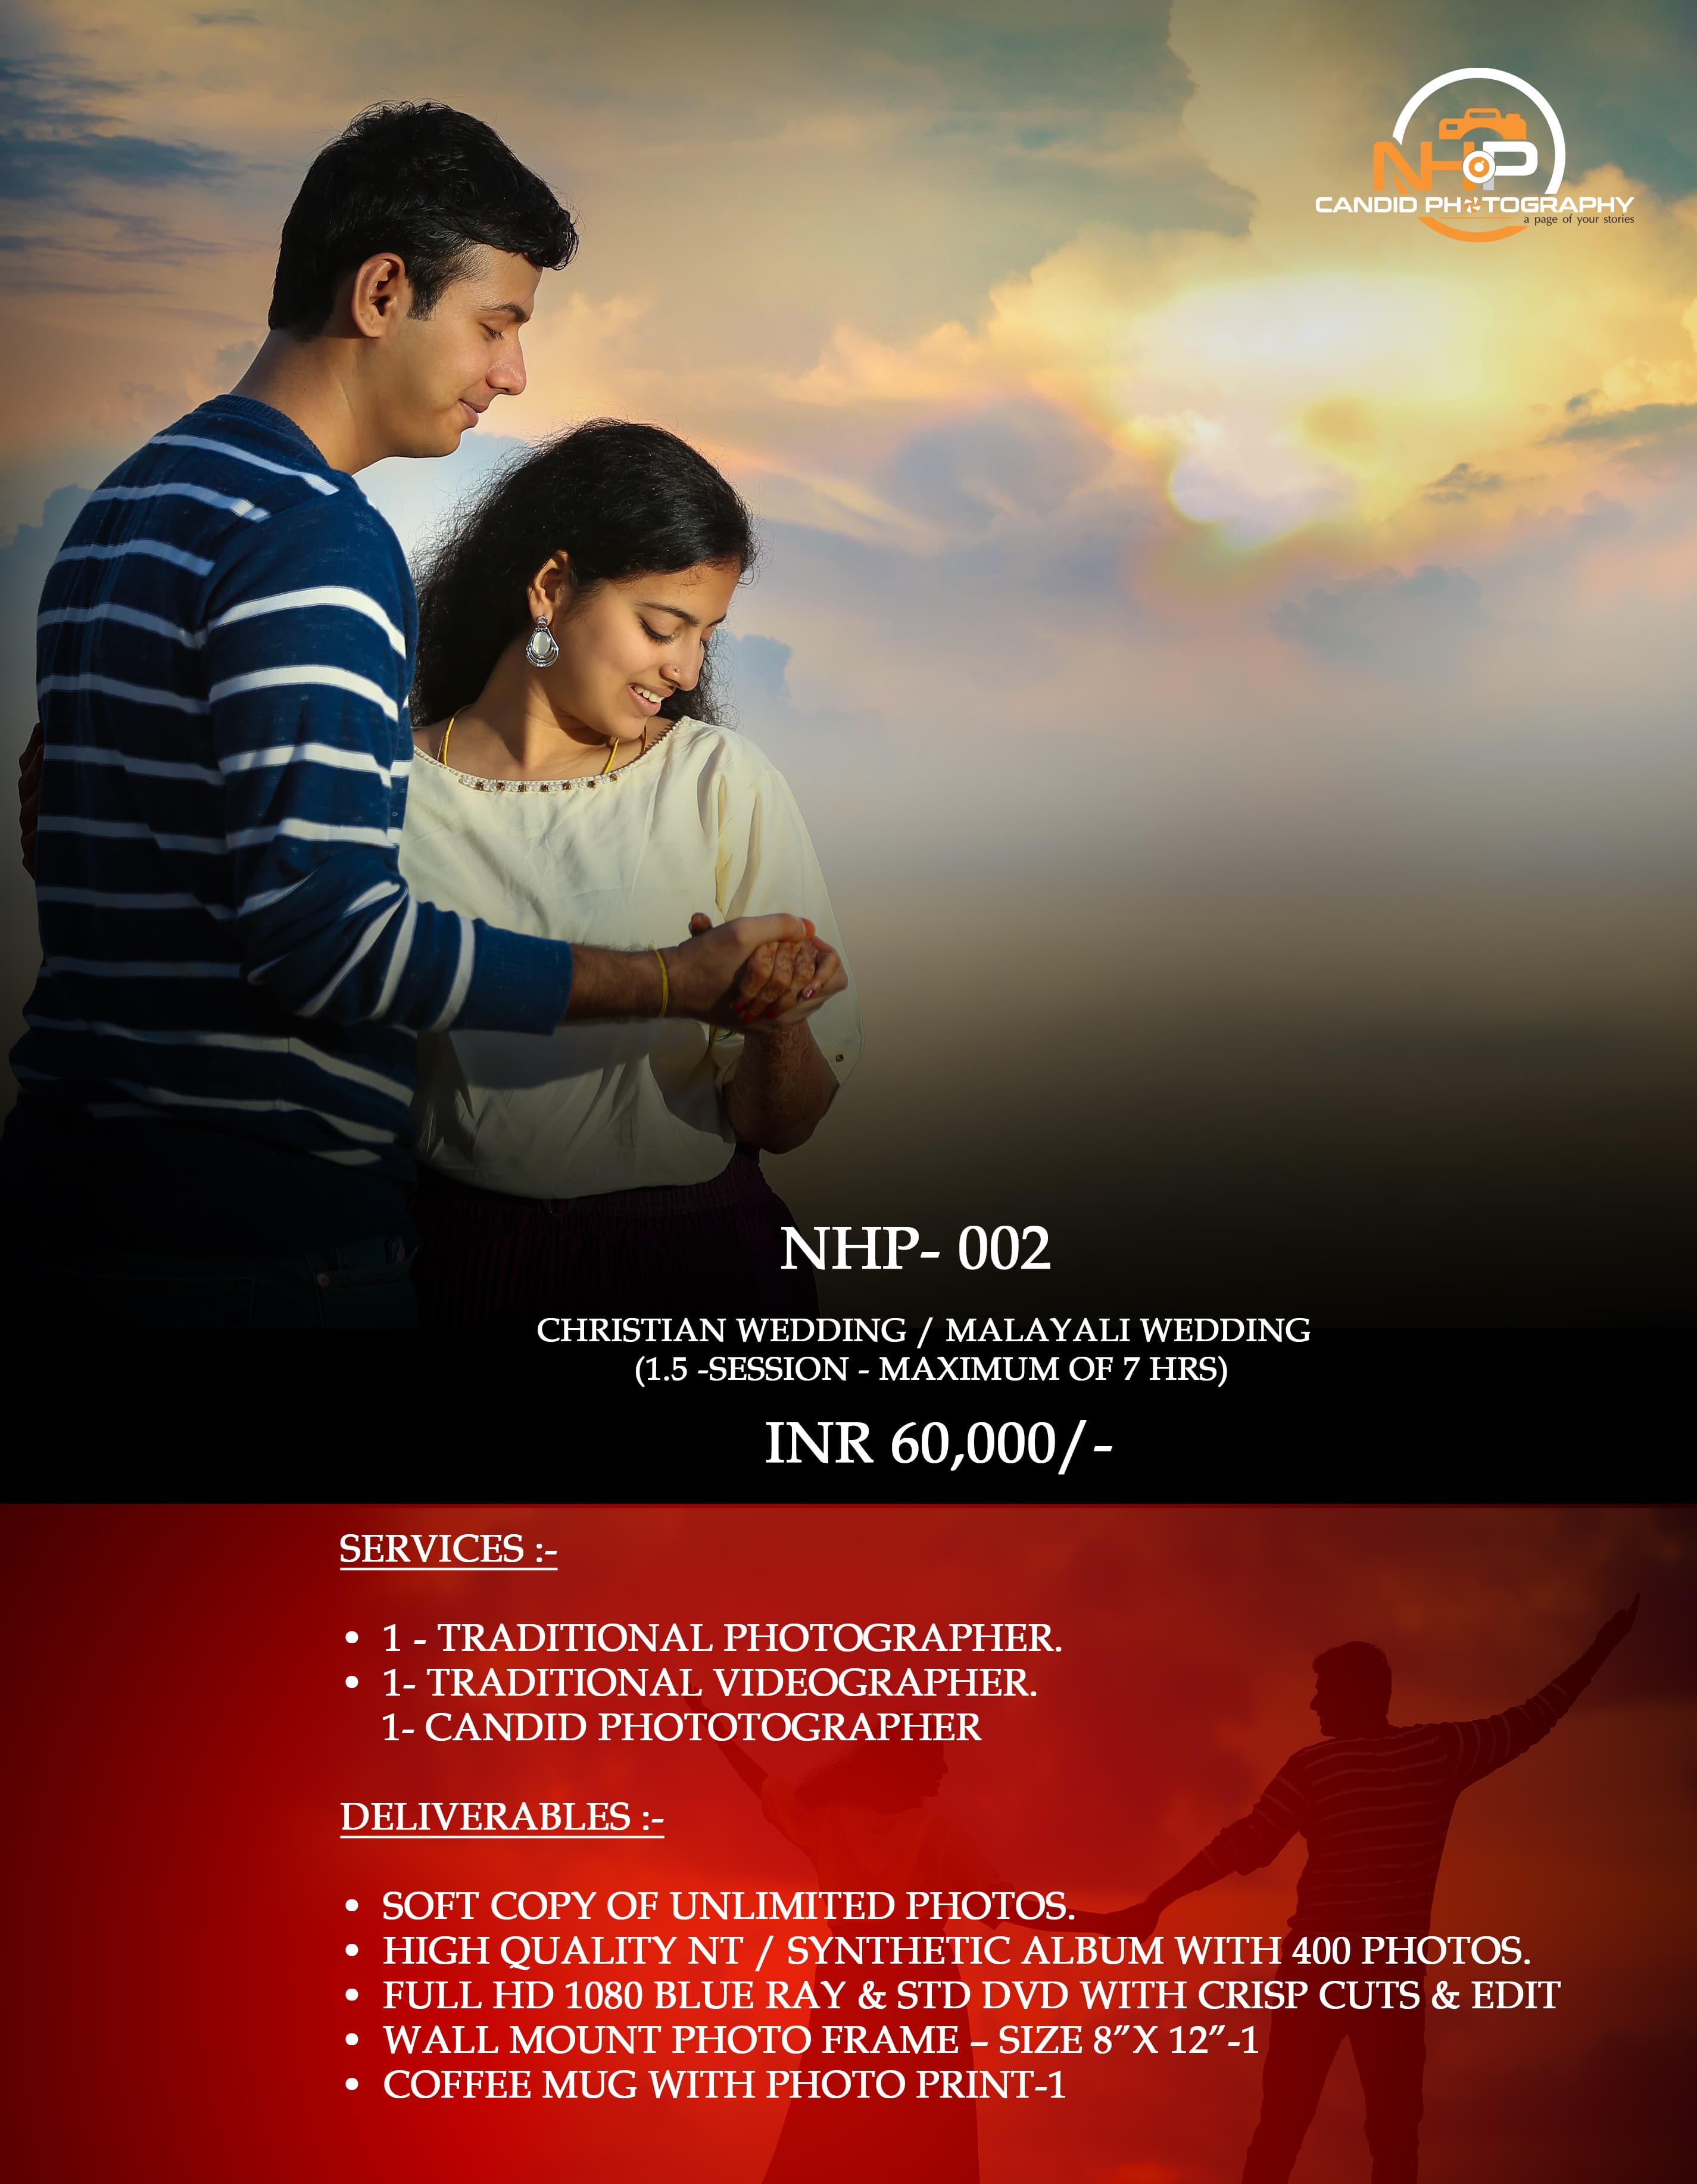 NHP
CANDID PHOTOGRAPHY
a page of your stories
NHP- 002
CHRISTIAN WEDDING / MALAYALI WEDDING
(1.5 -SESSION - MAXIMUM OF 7 HRS)
INR 60,000/-
SERVICES :-
• 1 - TRADITIONAL PHOTOGRAPHER.
• 1- TRADITIONAL VIDEOGRAPHER.
1- CANDID PHOTOTOGRAPHER
DELIVERABLES :-
• SOFT COPY OF UNLIMITED PHOTOS.
• HIGH QUALITY NT / SYNTHETIC ALBUM WITH 400 PHOTOS.
• FULL HD 1080 BLUE RAY & STD DVD WITH CRISP CUTS & EDIT
• WALL MOUNT PHOTO FRAME – SIZE 8”X 12”-1
• COFFEE MUG WITH PHOTO PRINT-1